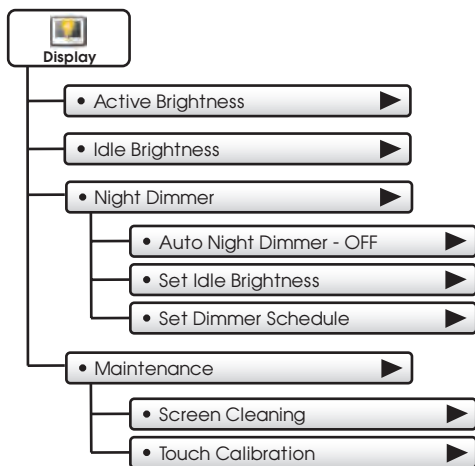 Display
• Active Brightness
• Idle Brightness
• Night Dimmer
• Auto Night Dimmer - OFF
• Set Idle Brightness
• Set Dimmer Schedule
• Maintenance
• Screen Cleaning
• Touch Calibration